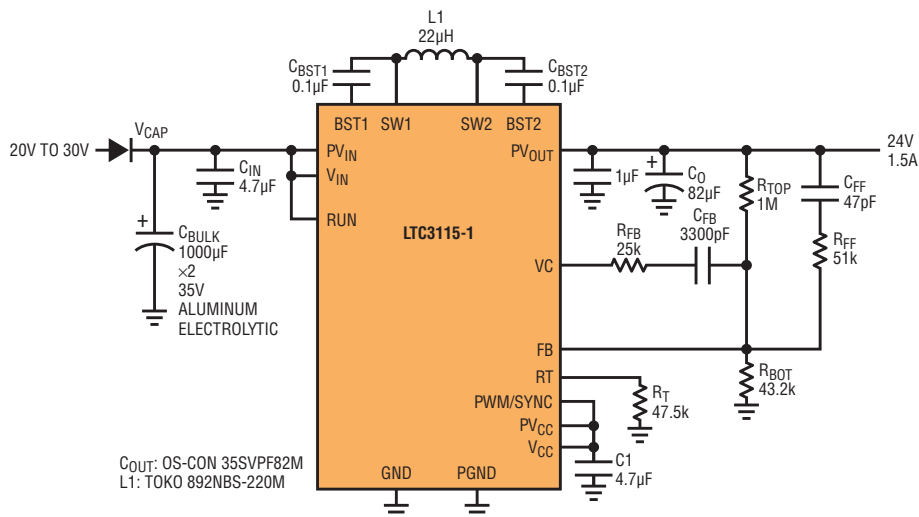 L1
22µH
CBST1
0.1µF
CBST2
0.1µF
BST1
SW1
SW2
BST2
20V TO 30V
VCAP
PVIN
VIN
RUN
CIN
4.7µF
CBULK
1000µF
×2
35V
ALUMINUM
ELECTROLYTIC
+
LTC3115-1
PVOUT
24V
1.5A
1µF
+
CO
82µF
RTOP
1M
CFF
47pF
RFB
25k
CFB
3300pF
RFF
51k
VC
FB
RBOT
43.2k
RT
RT
47.5k
PWM/SYNC
PVCC
VCC
C1
4.7µF
GND
PGND
COUT: OS-CON 35SVPF82M
L1: TOKO 892NBS-220M